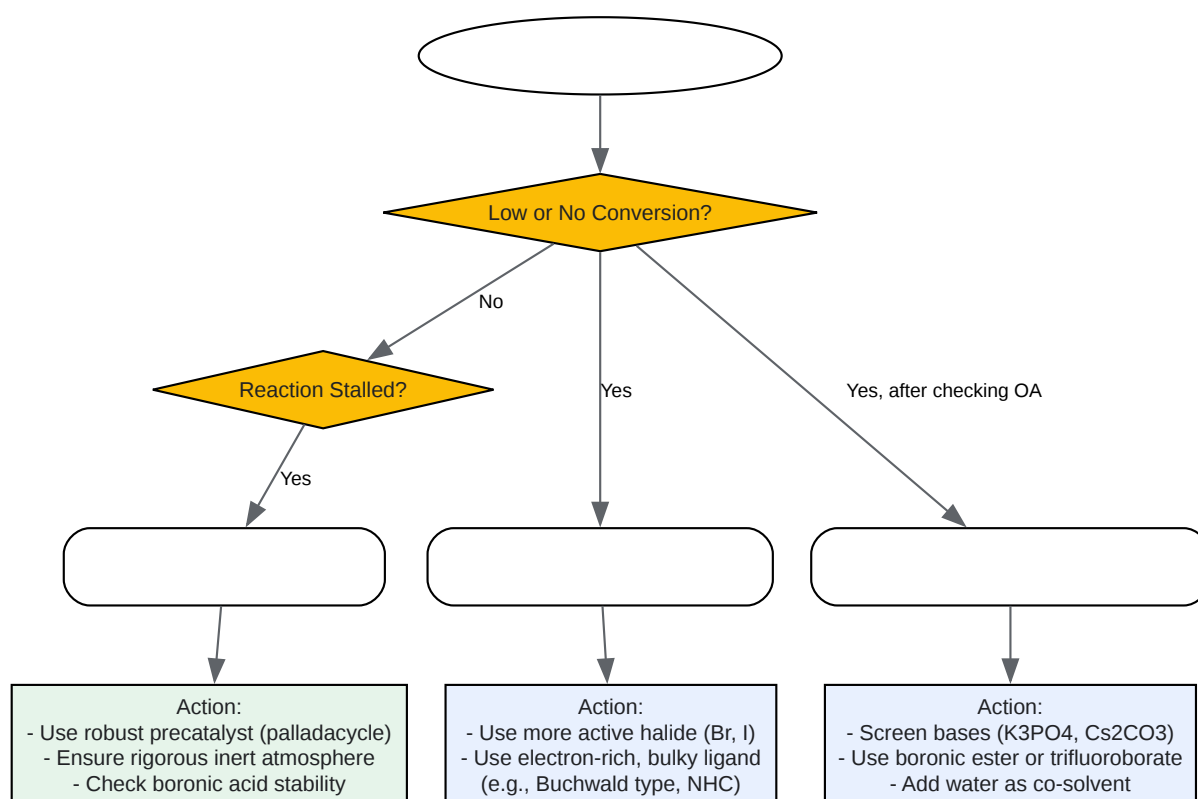 Low or No Conversion?
No
Reaction Stalled?
Yes
Yes, after checking OA
Yes
Action:
- Use robust precatalyst (palladacycle)
- Ensure rigorous inert atmosphere
- Check boronic acid stability
Action:
- Use more active halide (Br, I)
- Use electron-rich, bulky ligand
(e.g., Buchwald type, NHC)
Action:
- Screen bases (K3PO4, Cs2CO3)
- Use boronic ester or trifluoroborate
- Add water as co-solvent